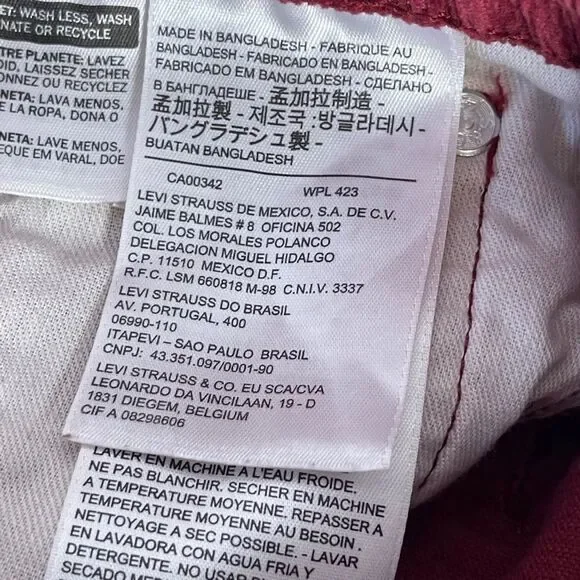 ET: WASH LESS, WASH
NATE OR RECYCLE
TRE PLANETE: LAVEZ
OID, LAISSEZ SECHER
ONNEZ OU RECYCLEZ
NETA: LAVA MENOS,
E LA ROPA, DONA O
NETA: LAVE MENOS,
EQUE EM VARAL, DOE
MADE IN BANGLADESH - FABRIQUE AU
BANGLADESH - FABRICADO EN BANGLADESH -
FABRICADO EM BANGLADESH - СДЕЛАНО
В БАНГЛАДЕШЕ - 孟加拉制造 -
孟加拉製 - 제조국 :방글라데시 -
バングラデシュ製 -
BUATAN BANGLADESH
CA00342 WPL 423
LEVI STRAUSS DE MEXICO, S.A. DE C.V.
JAIME BALMES # 8 OFICINA 502
COL. LOS MORALES POLANCO
DELEGACION MIGUEL HIDALGO
C.P. 11510 MEXICO D.F.
R.F.C. LSM 660818 M-98 C.N.I.V. 3337
LEVI STRAUSS DO BRASIL
AV. PORTUGAL, 400
06990-110
ITAPEVI – SAO PAULO BRASIL
CNPJ: 43.351.097/0001-90
LEVI STRAUSS & CO. EU SCA/CVA
LEONARDO DA VINCILAAN, 19 - D
1831 DIEGEM, BELGIUM
CIF A 08298606
LAVER EN MACHINE A L'EAU FROIDE.
NE PAS BLANCHIR. SECHER EN MACHINE
A TEMPERATURE MOYENNE. REPASSER A
TEMPERATURE MOYENNE AU BESOIN .
NETTOYAGE A SEC POSSIBLE. - LAVAR
EN LAVADORA CON AGUA FRIA Y
DETERGENTE. NO USAR
SECADO